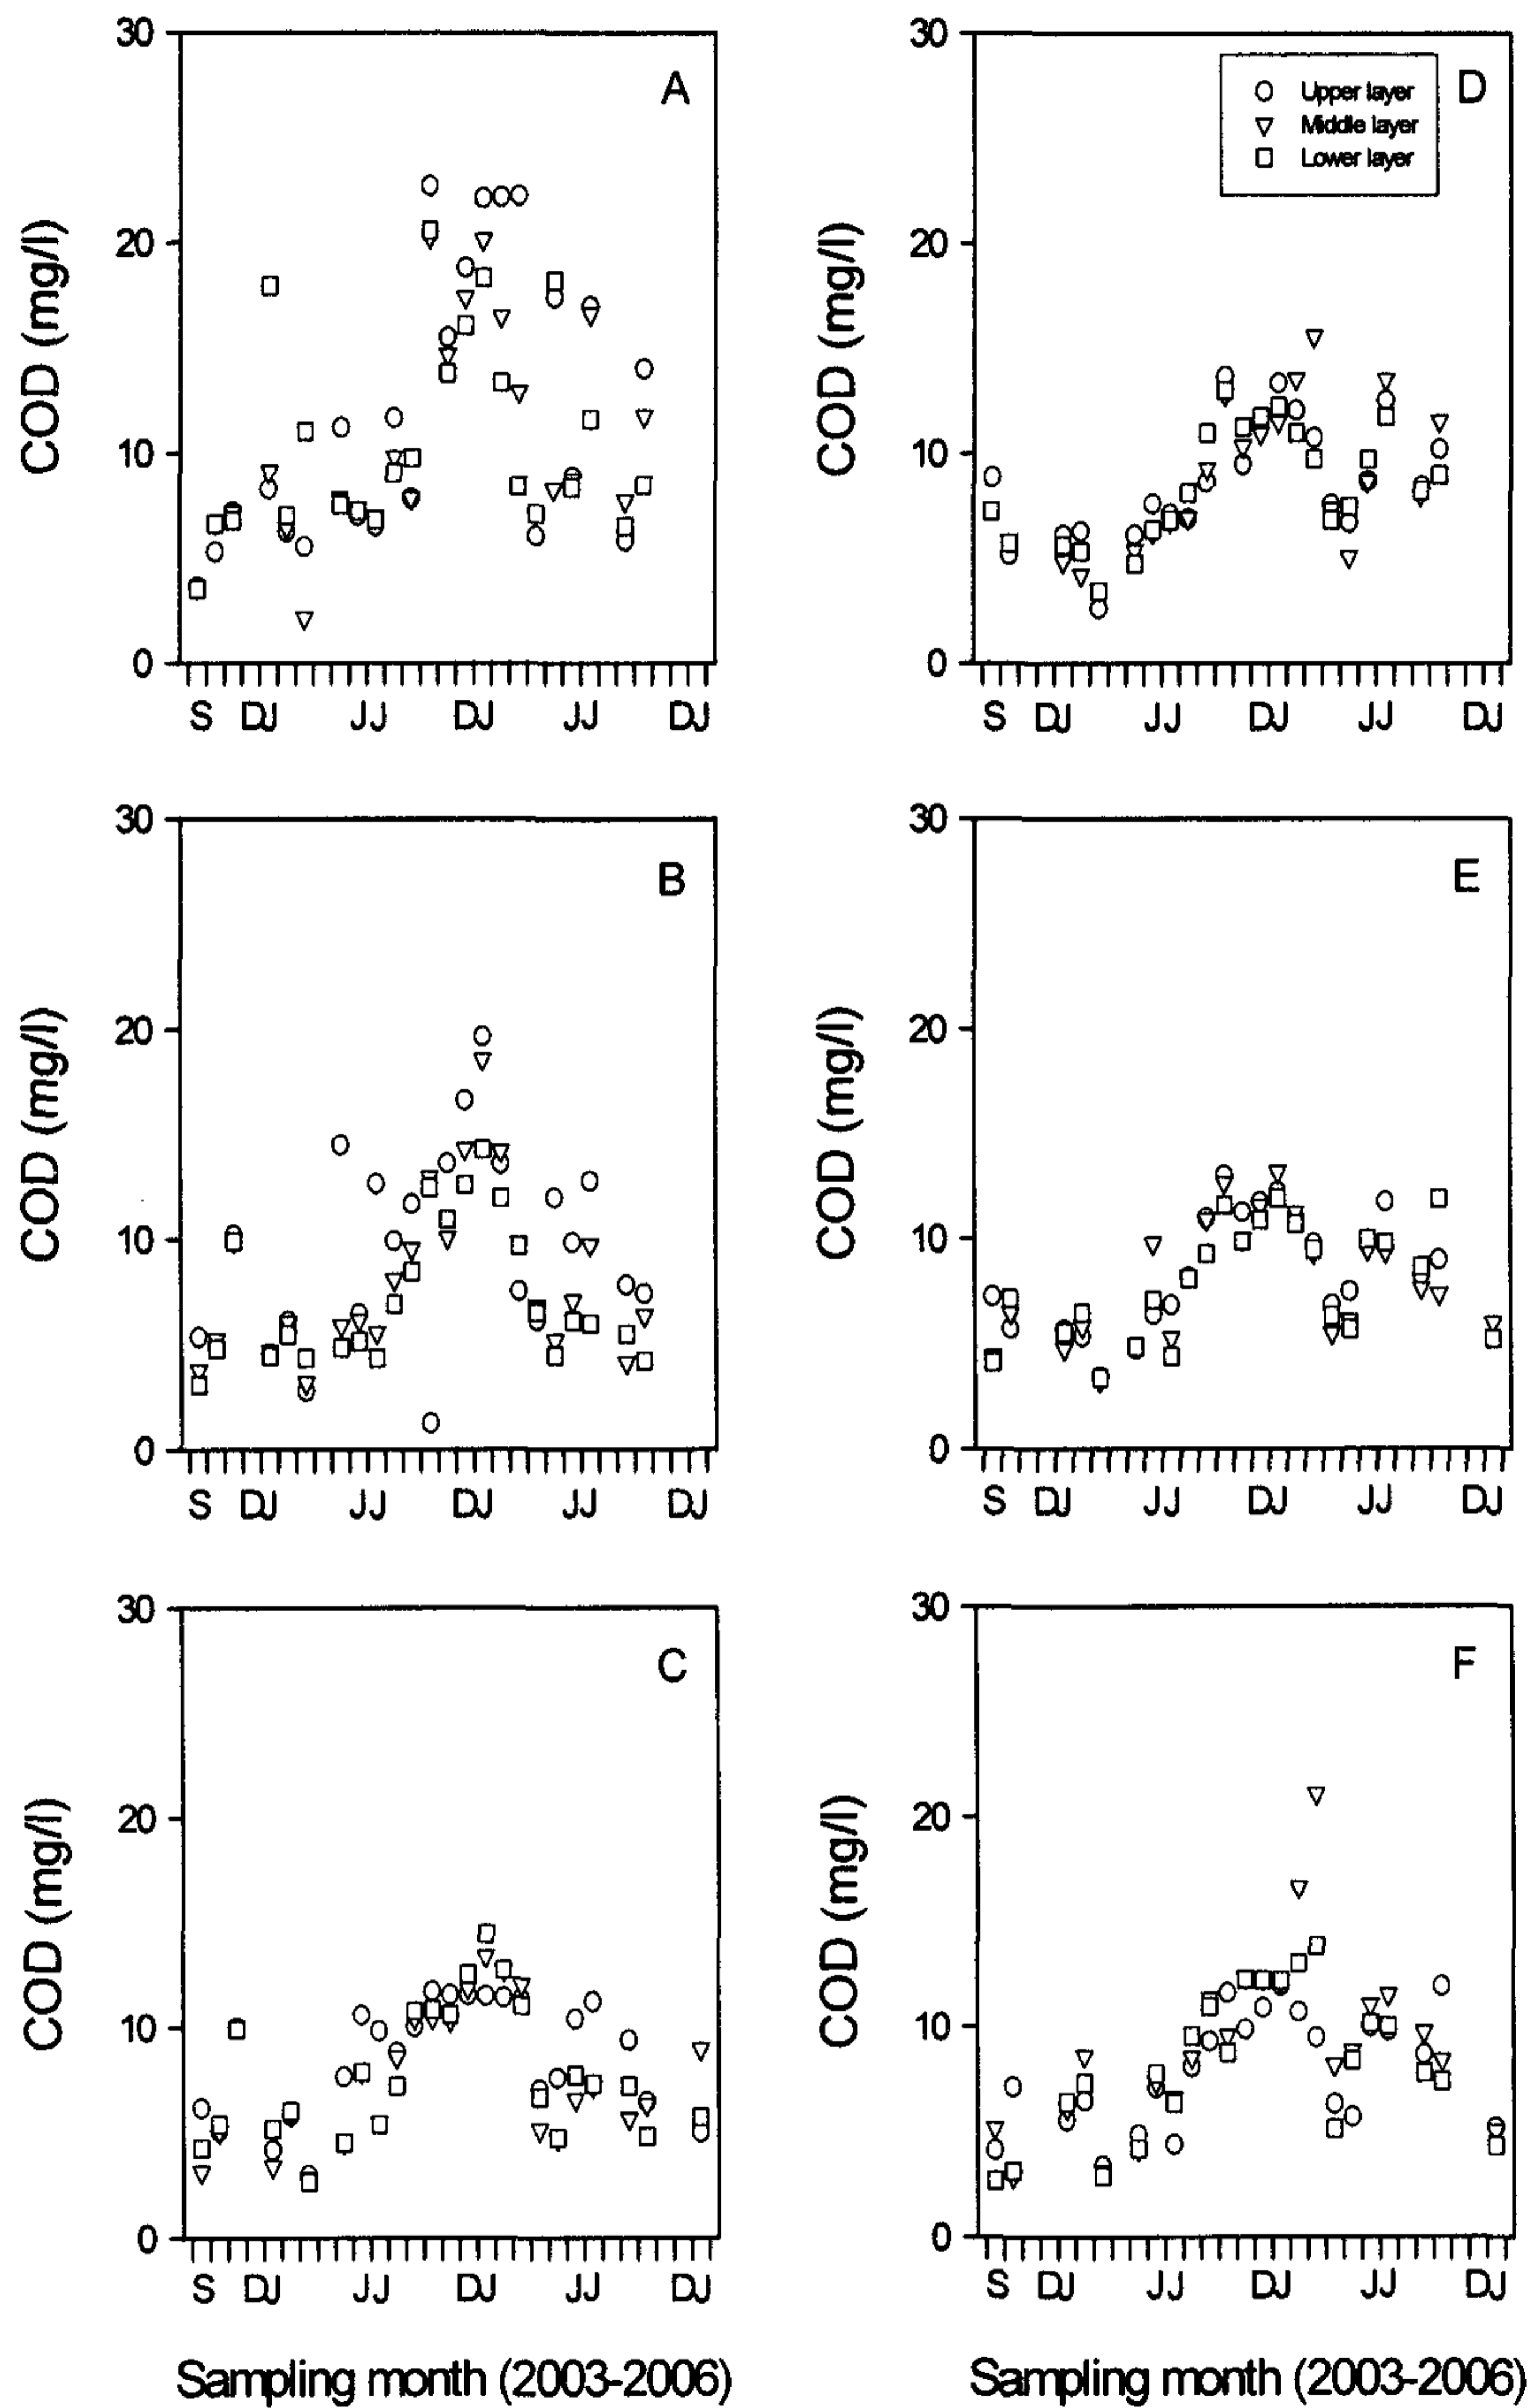 30
20
10
0
COD (mg/l)
A
S DJ JJ DJ JJ DJ
30
20
10
0
COD (mg/l)
D
Upper layer
Middle layer
Lower layer
S DJ JJ DJ JJ DJ
30
20
10
0
COD (mg/l)
B
S DJ JJ DJ JJ DJ
30
20
10
0
COD (mg/l)
E
S DJ JJ DJ JJ DJ
30
20
10
0
COD (mg/l)
C
S DJ JJ DJ JJ DJ
Sampling month (2003-2006)
30
20
10
0
COD (mg/l)
F
S DJ JJ DJ JJ DJ
Sampling month (2003-2006)